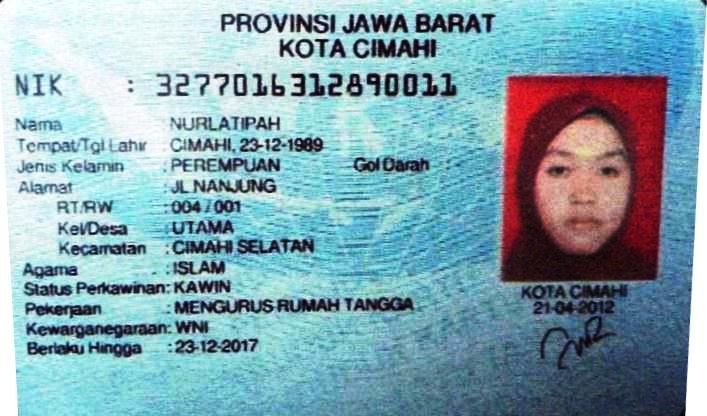 PROVINSI JAWA BARAT
KOTA CIMAHI
NIK : 3277016312890011
Nama : NURLATIPAH
Tempat/Tgl Lahir : CIMAHI, 23-12-1989
Jenis Kelamin : PEREMPUAN Gol Darah
Alamat : JL NANJUNG
RT/RW : 004 / 001
Kel/Desa : UTAMA
Kecamatan : CIMAHI SELATAN
Agama : ISLAM
Status Perkawinan: KAWIN
Pekerjaan : MENGURUS RUMAH TANGGA
Kewarganegaraan: WNI
Berlaku Hingga : 23-12-2017
KOTA CIMAHI
21-04-2012